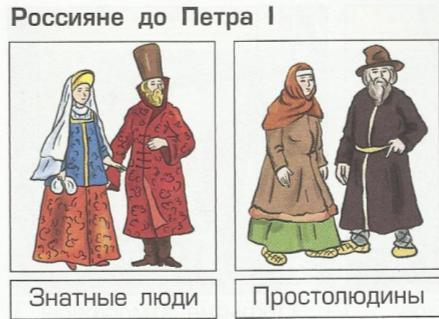 Россияне до Петра I
Знатные люди
Простолюдины